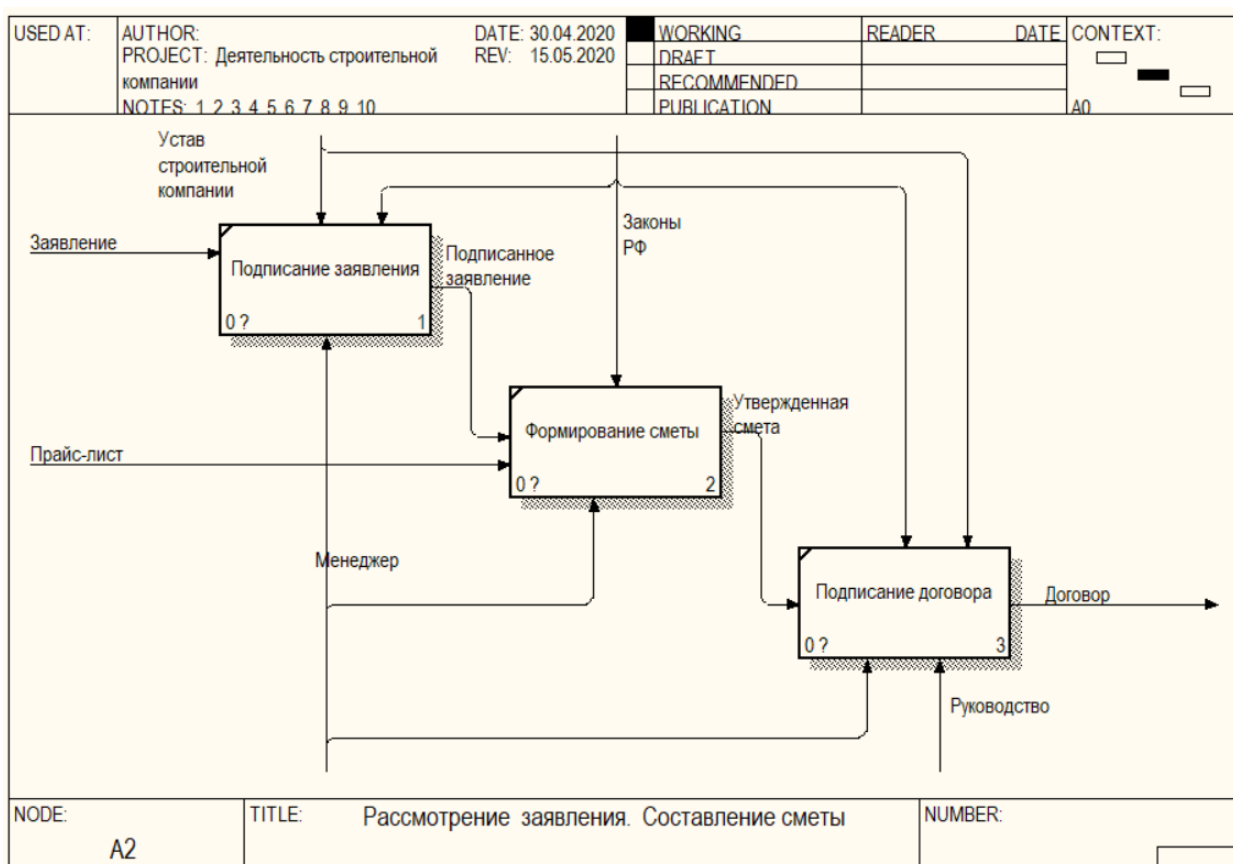 USED AT:
AUTHOR:
DATE: 30.04.2020
PROJECT: Деятельность строительной
REV: 15.05.2020
компании
NOTES: 1 2 3 4 5 6 7 8 9 10
WORKING
DRAFT
RECOMMENDED
PUBLICATION
READER
DATE
CONTEXT:
A0
Устав
строительной
компании
Законы
РФ
Заявление
Подписание заявления
0 ?
1
Подписанное
заявление
Утвержденная
смета
Формирование сметы
0 ?
2
Прайс-лист
Менеджер
Подписание договора
0 ?
3
Договор
Руководство
NODE:
A2
TITLE:
Рассмотрение заявления. Составление сметы
NUMBER: